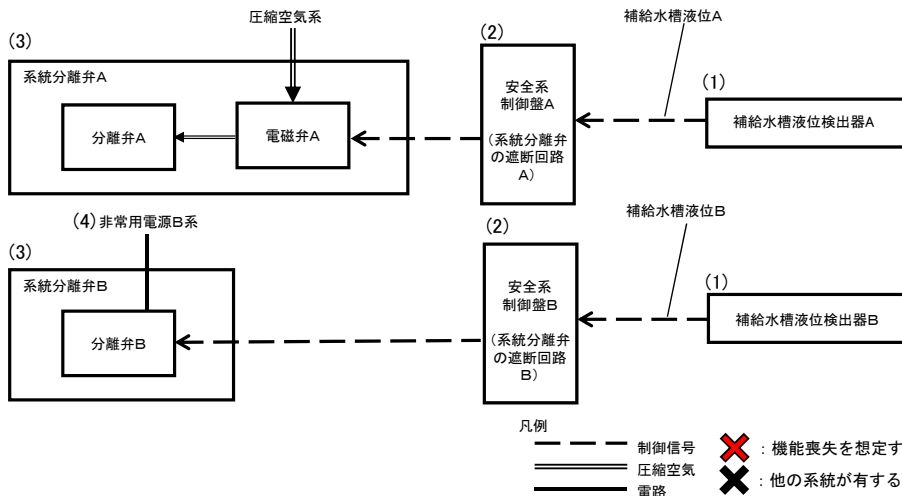 圧縮空気系
補給水槽液位A
(3)
(2)
系統分離弁A
安全系
制御盤A
(1)
分離弁A
電磁弁A
補給水槽液位検出器A
(系統分離弁
の遮断回路
A)
補給水槽液位B
(4) 非常用電源B系
(2)
(3)
系統分離弁B
安全系
制御盤B
(1)
分離弁B
補給水槽液位検出器B
(系統分離弁
の遮断回路
B)
凡例
制御信号
:機能喪失を想定す
圧縮空気
:他の系統が有する
電路